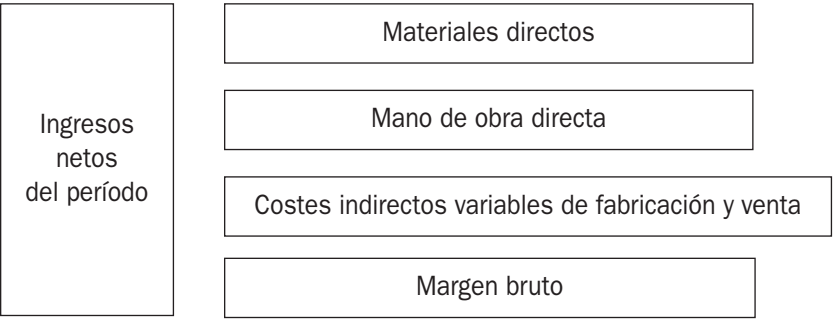 Ingresos
netos
del período
Materiales directos
Mano de obra directa
Costes indirectos variables de fabricación y venta
Margen bruto